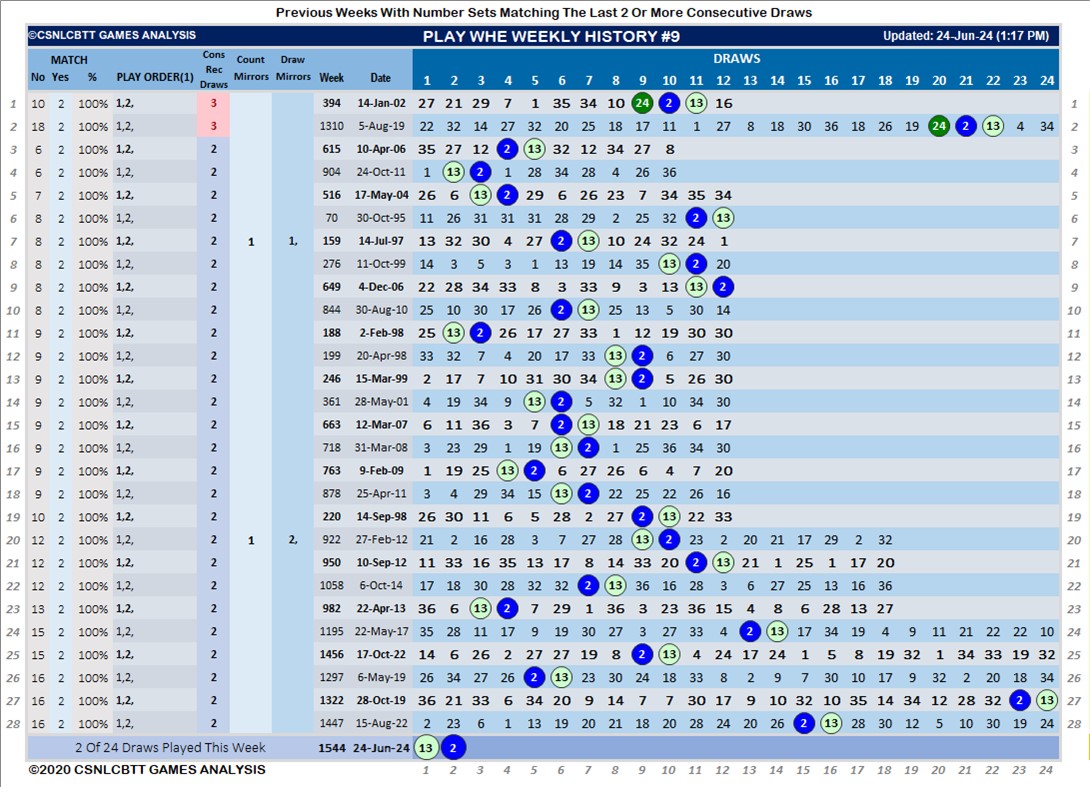 Previous Weeks With Number Sets Matching The Last 2 Or More Consecutive Draws
©CSNLCBTT GAMES ANALYSIS PLAY WHE WEEKLY HISTORY #9 Updated: 24-Jun-24 (1:17 PM)
MATCH Cons Rec Draws Count Mirrors Draw Mirrors DRAWS
No Yes % PLAY ORDER(1) Week Date 1 2 3 4 5 6 7 8 9 10 11 12 13 14 15 16 17 18 19 20 21 22 23 24
1 10 2 100% 1,2, 3 394 14-Jan-02 27 21 29 7 1 35 34 10 24 2 13 16 1
2 18 2 100% 1,2, 3 1310 5-Aug-19 22 32 14 27 32 20 25 18 17 11 1 27 8 18 30 36 18 26 19 24 2 13 4 34 2
3 6 2 100% 1,2, 2 615 10-Apr-06 35 27 12 2 13 32 12 34 27 8 3
4 6 2 100% 1,2, 2 904 24-Oct-11 1 13 2 1 28 34 28 4 26 36 4
5 7 2 100% 1,2, 2 516 17-May-04 26 6 13 2 29 6 26 23 7 34 35 34 5
6 8 2 100% 1,2, 2 70 30-Oct-95 11 26 31 31 31 28 29 2 25 32 2 13 6
7 8 2 100% 1,2, 2 1 1, 159 14-Jul-97 13 32 30 4 27 2 13 10 24 32 24 1 7
8 8 2 100% 1,2, 2 276 11-Oct-99 14 3 5 3 1 13 19 14 35 13 2 20 8
9 8 2 100% 1,2, 2 649 4-Dec-06 22 28 34 33 8 3 33 9 3 13 13 2 9
10 8 2 100% 1,2, 2 844 30-Aug-10 25 10 30 17 26 2 13 25 13 5 30 14 10
11 9 2 100% 1,2, 2 188 2-Feb-98 25 13 2 26 17 27 33 1 12 19 30 30 11
12 9 2 100% 1,2, 2 199 20-Apr-98 33 32 7 4 20 17 33 13 2 6 27 30 12
13 9 2 100% 1,2, 2 246 15-Mar-99 2 17 7 10 31 30 34 13 2 5 26 30 13
14 9 2 100% 1,2, 2 361 28-May-01 4 19 34 9 13 2 5 32 1 10 34 30 14
15 9 2 100% 1,2, 2 663 12-Mar-07 6 11 36 3 7 2 13 18 21 23 6 17 15
16 9 2 100% 1,2, 2 718 31-Mar-08 3 23 29 1 19 13 2 1 25 36 34 30 16
17 9 2 100% 1,2, 2 763 9-Feb-09 1 19 25 13 2 6 27 26 6 4 7 20 17
18 9 2 100% 1,2, 2 878 25-Apr-11 3 4 29 34 15 13 2 22 25 22 26 16 18
19 10 2 100% 1,2, 2 220 14-Sep-98 26 30 11 6 5 28 2 27 2 13 22 33 19
20 12 2 100% 1,2, 2 1 2, 922 27-Feb-12 21 2 16 28 3 7 27 28 13 2 23 2 20 21 17 29 2 32 20
21 12 2 100% 1,2, 2 950 10-Sep-12 11 33 16 35 13 17 8 14 33 20 2 13 21 1 25 1 17 20 21
22 12 2 100% 1,2, 2 1058 6-Oct-14 17 18 30 28 32 32 2 13 36 16 28 3 6 27 25 13 16 36 22
23 13 2 100% 1,2, 2 982 22-Apr-13 36 6 13 2 7 29 1 36 3 23 36 15 4 8 6 28 13 27 23
24 15 2 100% 1,2, 2 1195 22-May-17 35 28 11 17 9 19 30 27 3 27 33 4 2 13 17 34 19 4 9 11 21 22 22 10 24
25 15 2 100% 1,2, 2 1456 17-Oct-22 14 6 26 2 27 27 19 8 2 13 4 24 17 24 1 5 8 19 32 1 34 33 19 32 25
26 16 2 100% 1,2, 2 1297 6-May-19 26 34 27 26 2 13 23 30 24 18 33 8 2 9 7 30 10 17 9 32 2 20 18 34 26
27 16 2 100% 1,2, 2 1322 28-Oct-19 36 21 33 6 34 20 9 14 7 7 30 17 9 10 32 10 35 14 34 12 28 32 2 13 27
28 16 2 100% 1,2, 2 1447 15-Aug-22 2 23 6 1 13 19 20 21 18 20 28 24 20 26 2 13 28 30 12 5 10 30 19 24 28
2 Of 24 Draws Played This Week 1544 24-Jun-24 13 2
©2020 CSNLCBTT GAMES ANALYSIS 1 2 3 4 5 6 7 8 9 10 11 12 13 14 15 16 17 18 19 20 21 22 23 24